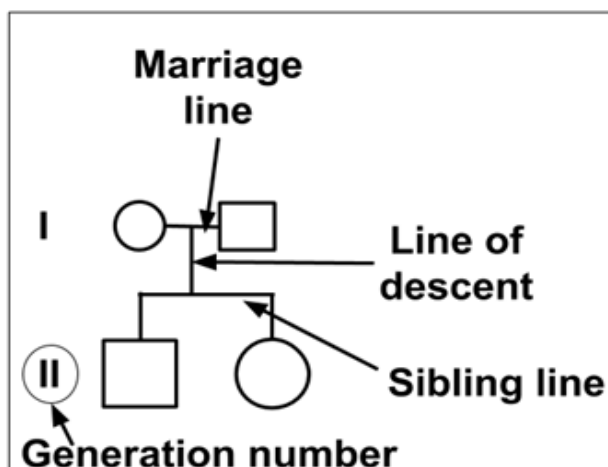 Marriage
line
I
Line of
descent
Sibling line
II
Generation number